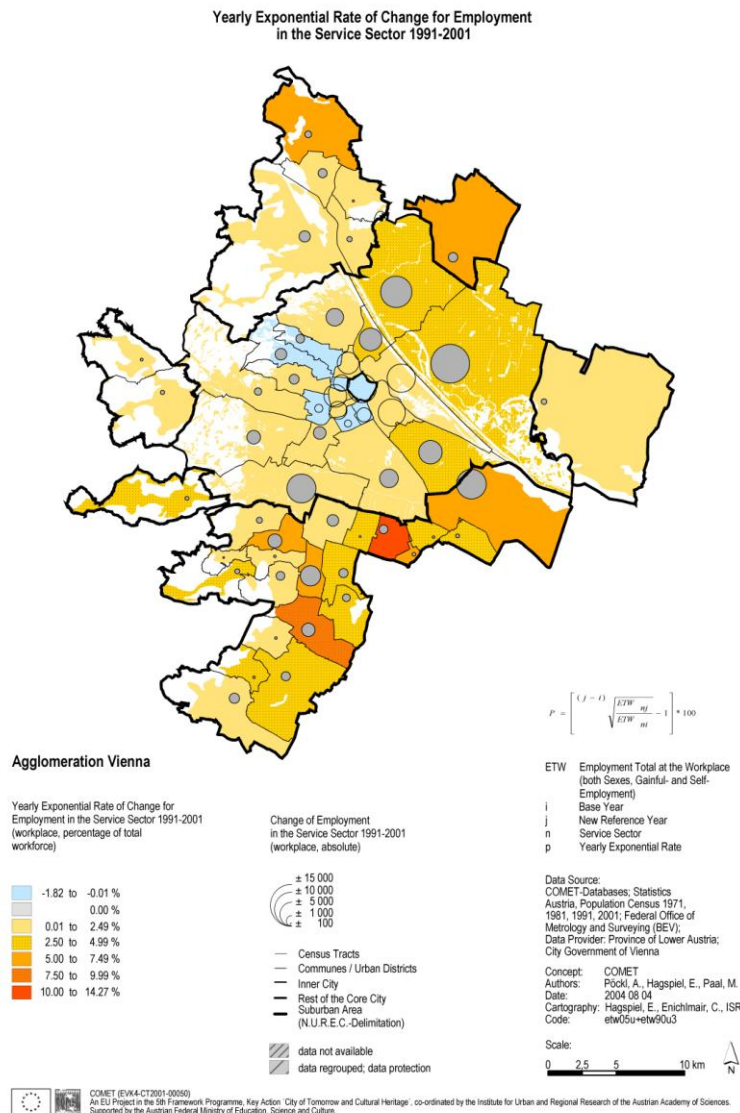 Yearly Exponential Rate of Change for Employment
in the Service Sector 1991-2001
P = [ (j - i) √ ETW nj / ETW ni - 1 ] * 100
Agglomeration Vienna
Yearly Exponential Rate of Change for
Employment in the Service Sector 1991-2001
(workplace, percentage of total
workforce)
-1.82 to -0.01 %
0.00 %
0.01 to 2.49 %
2.50 to 4.99 %
5.00 to 7.49 %
7.50 to 9.99 %
10.00 to 14.27 %
Change of Employment
in the Service Sector 1991-2001
(workplace, absolute)
± 15 000
± 10 000
± 5 000
± 1 000
± 100
Census Tracts
Communes / Urban Districts
Inner City
Rest of the Core City
Suburban Area
(N.U.R.E.C.-Delimitation)
data not available
data regrouped; data protection
ETW Employment Total at the Workplace
(both Sexes, Gainful- and Self-
Employment)
i Base Year
j New Reference Year
n Service Sector
p Yearly Exponential Rate
Data Source:
COMET-Databases; Statistics
Austria, Population Census 1971,
1981, 1991, 2001; Federal Office of
Metrology and Surveying (BEV);
Data Provider: Province of Lower Austria;
City Government of Vienna
Concept: COMET
Authors: Pöckl, A., Hagspiel, E., Paal, M.
Date: 2004 08 04
Cartography: Hagspiel, E., Enichlmair, C., ISR
Code: etw05u+etw90u3
Scale:
0 2,5 5 10 km
N
COMET (EVK4-CT2001-00050)
An EU Project in the 5th Framework Programme, Key Action 'City of Tomorrow and Cultural Heritage', co-ordinated by the Institute for Urban and Regional Research of the Austrian Academy of Sciences.
Supported by the Austrian Federal Ministry of Education, Science and Culture.